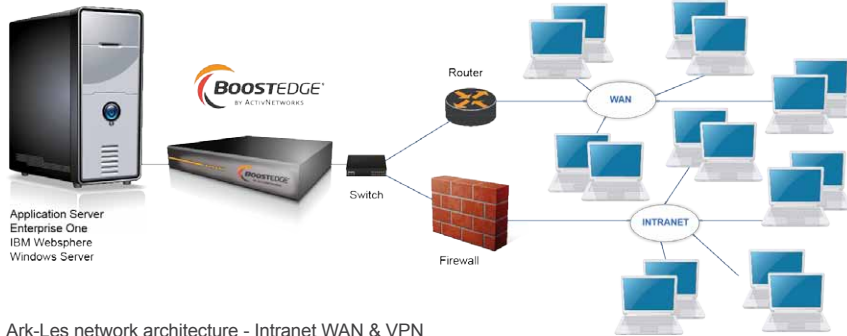 BOOSTEDGE®
BY ACTIVNETWORKS
BOOSTEDGE
Router
WAN
Switch
Application Server
Enterprise One
IBM Websphere
Windows Server
INTRANET
Firewall
Ark-Les network architecture - Intranet WAN & VPN